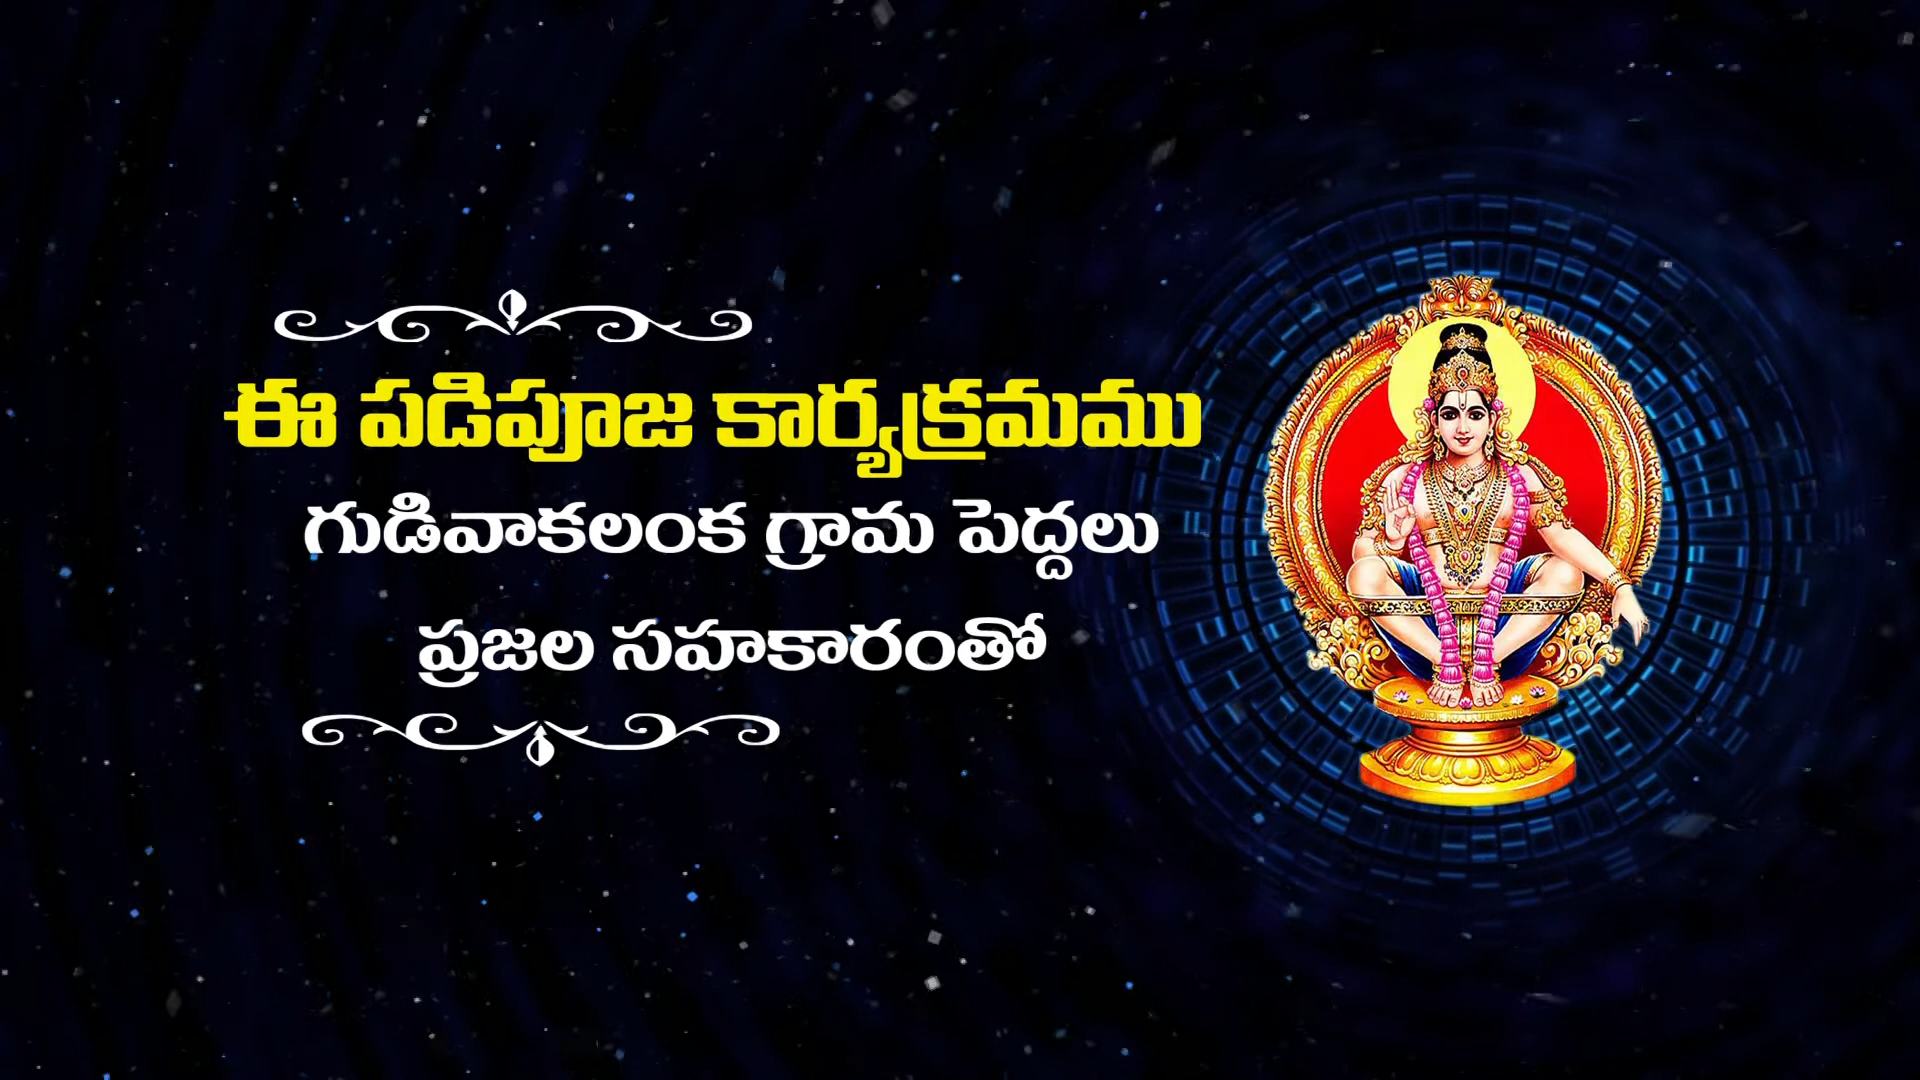 ఈ పడిపూజ కార్యక్రమము
గుడివాకలంక గ్రామ పెద్దలు
ప్రజల సహకారంతో